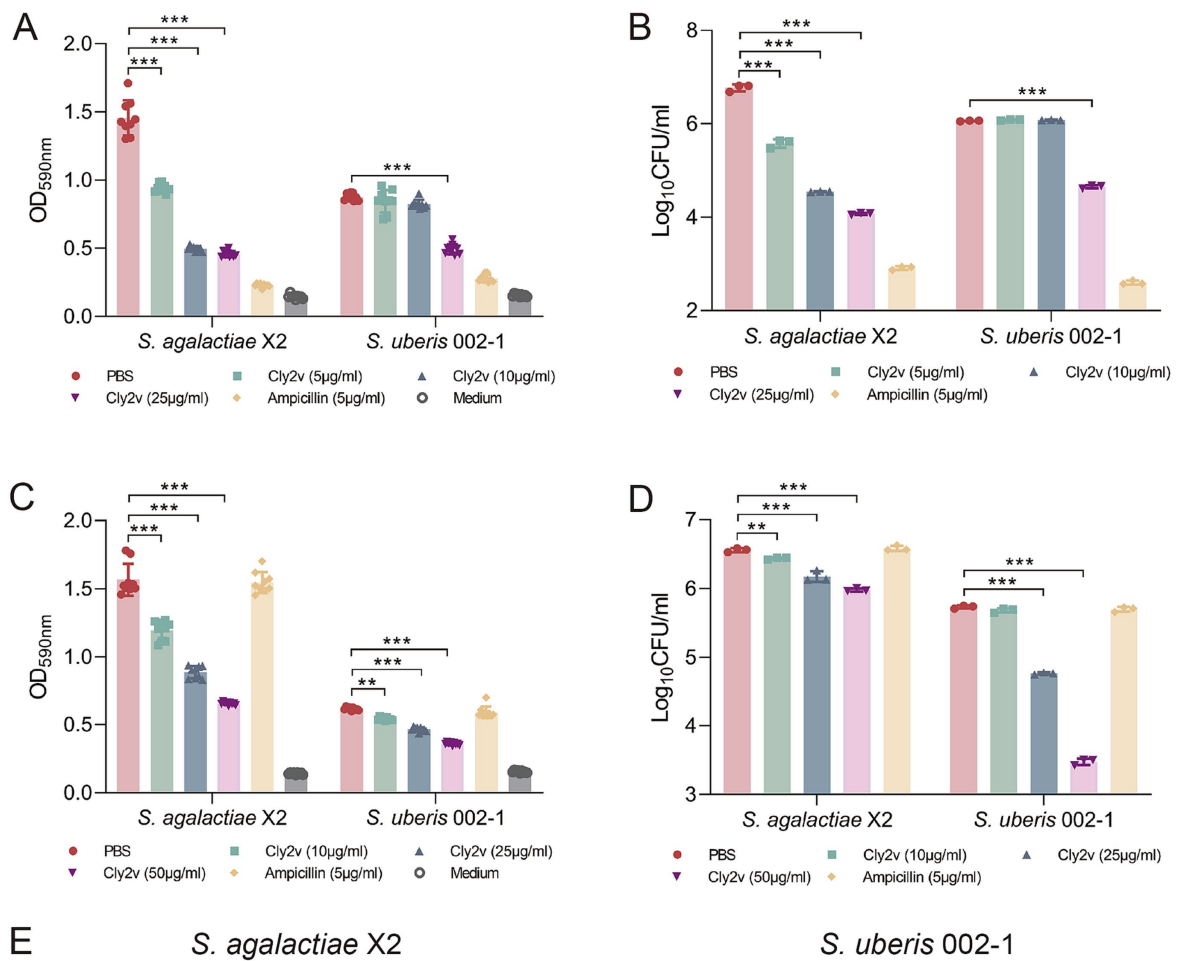 A
OD590nm
2.0
1.5
1.0
0.5
0.0
***
***
***
***
S. agalactiae X2
S. uberis 002-1
PBS
Cly2v (5μg/ml)
Cly2v (10μg/ml)
Cly2v (25μg/ml)
Ampicillin (5μg/ml)
Medium
B
Log10CFU/ml
8
6
4
2
***
***
***
***
S. agalactiae X2
S. uberis 002-1
PBS
Cly2v (5μg/ml)
Cly2v (10μg/ml)
Cly2v (25μg/ml)
Ampicillin (5μg/ml)
C
OD590nm
2.0
1.5
1.0
0.5
0.0
***
***
***
***
***
**
S. agalactiae X2
S. uberis 002-1
PBS
Cly2v (10μg/ml)
Cly2v (25μg/ml)
Cly2v (50μg/ml)
Ampicillin (5μg/ml)
Medium
D
Log10CFU/ml
7
6
5
4
3
***
***
**
***
***
S. agalactiae X2
S. uberis 002-1
PBS
Cly2v (10μg/ml)
Cly2v (25μg/ml)
Cly2v (50μg/ml)
Ampicillin (5μg/ml)
E
S. agalactiae X2
S. uberis 002-1